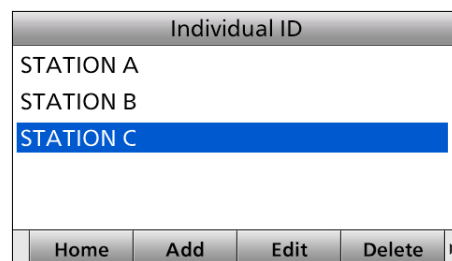 Individual ID
STATION A
STATION B
STATION C
Home Add Edit Delete